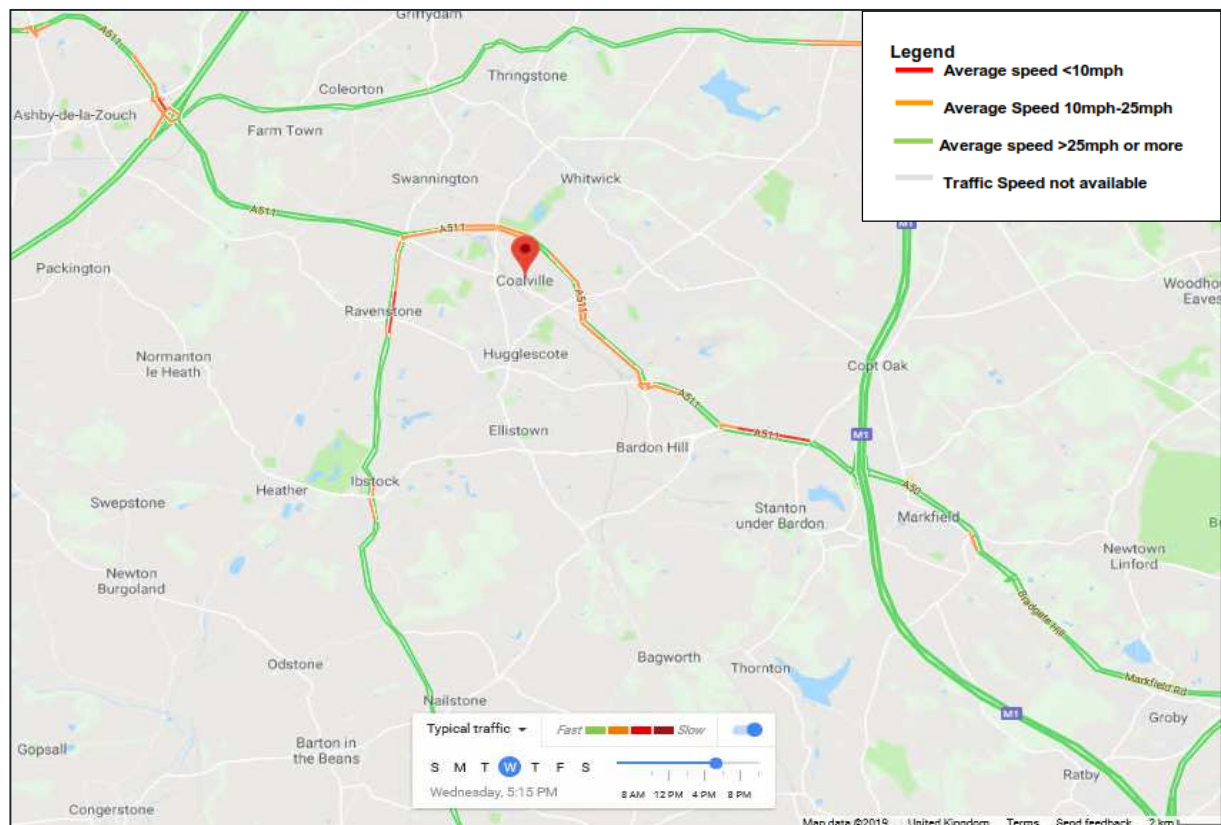 Griffydam
A511
Thringstone
Coleorton
Ashby-de-la-Zouch
Farm Town
Legend
Average speed <10mph
Average Speed 10mph-25mph
Average speed >25mph or more
Traffic Speed not available
Swannington
Whitwick
A511
A511
M1
Packington
Coalville
Woodhou
Eaves
A511
Ravenstone
Normanton
le Heath
Hugglescote
Copt Oak
Ellistown
Bardon Hill
A511
A511
M1
Heather
Ibstock
A50
Swepstone
Stanton
under Bardon
Markfield
Newtown
Linford
Newton
Burgoland
Bradgate Hill
Odstone
Bagworth
Thornton
Markfield Rd
Nailstone
M1
Groby
Typical traffic
Fast
Slow
Gopsall
Barton in
the Beans
S M T W T F S
Wednesday, 5:15 PM
8 AM 12 PM 4 PM 8 PM
Ratby
Congerstone
Map data ©2019 United Kingdom Terms Send feedback 2 km